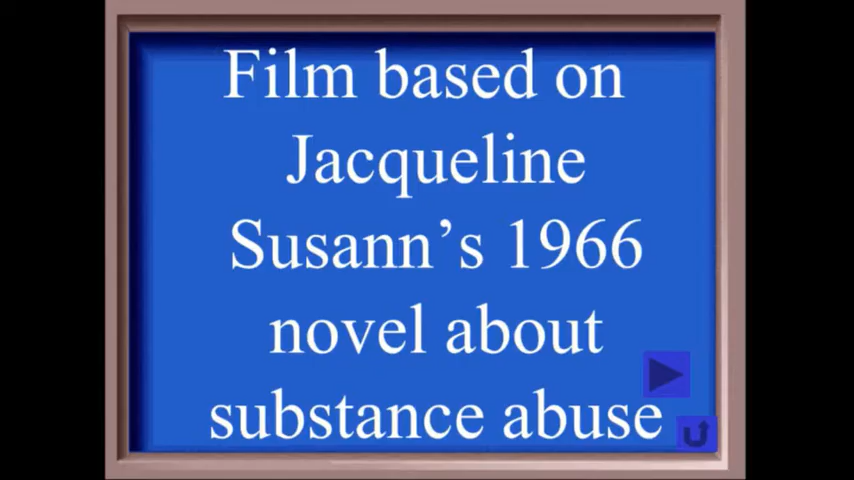 Film based on
Jacqueline
Susann’s 1966
novel about
substance abuse